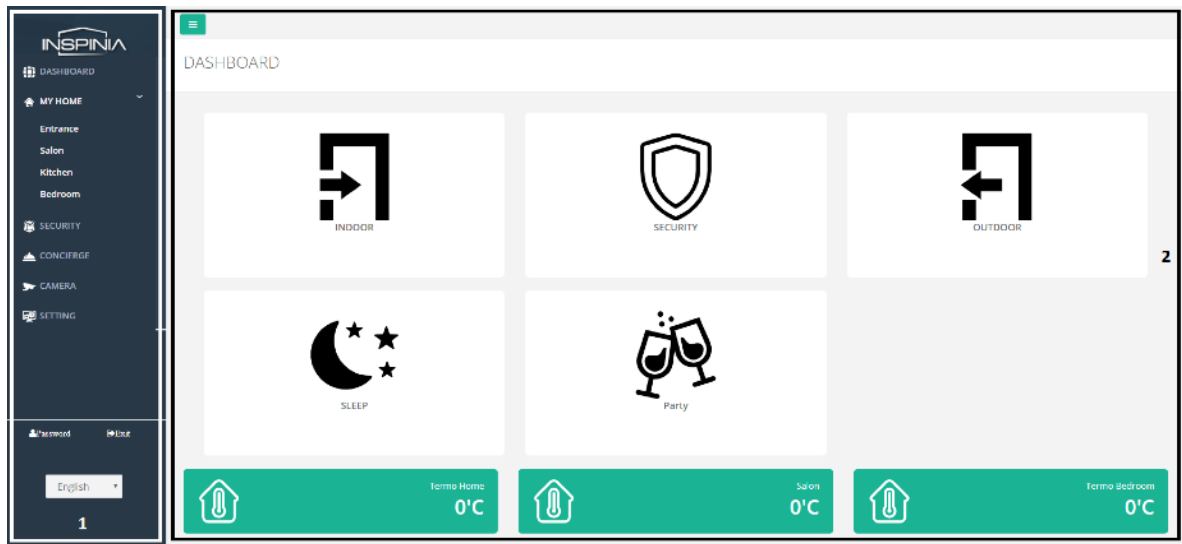 INSPINIA
DASHBOARD
MY HOME
Entrance
Salon
Kitchen
Bedroom
SECURITY
CONCIERGE
CAMERA
SETTING
Password Exit
English
1
DASHBOARD
INDOOR
SECURITY
OUTDOOR
2
SLEEP
Party
Termo Home
0'C
Salon
0'C
Termo Bedroom
0'C